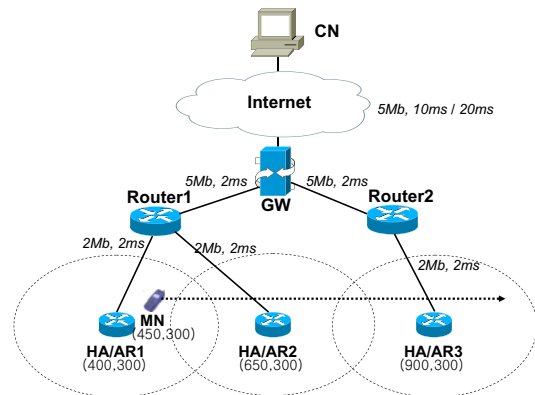 CN
Internet
5Mb, 10ms / 20ms
5Mb, 2ms
5Mb, 2ms
GW
Router1
Router2
2Mb, 2ms
2Mb, 2ms
2Mb, 2ms
MN
(450,300)
HA/AR1
(400,300)
HA/AR2
(650,300)
HA/AR3
(900,300)